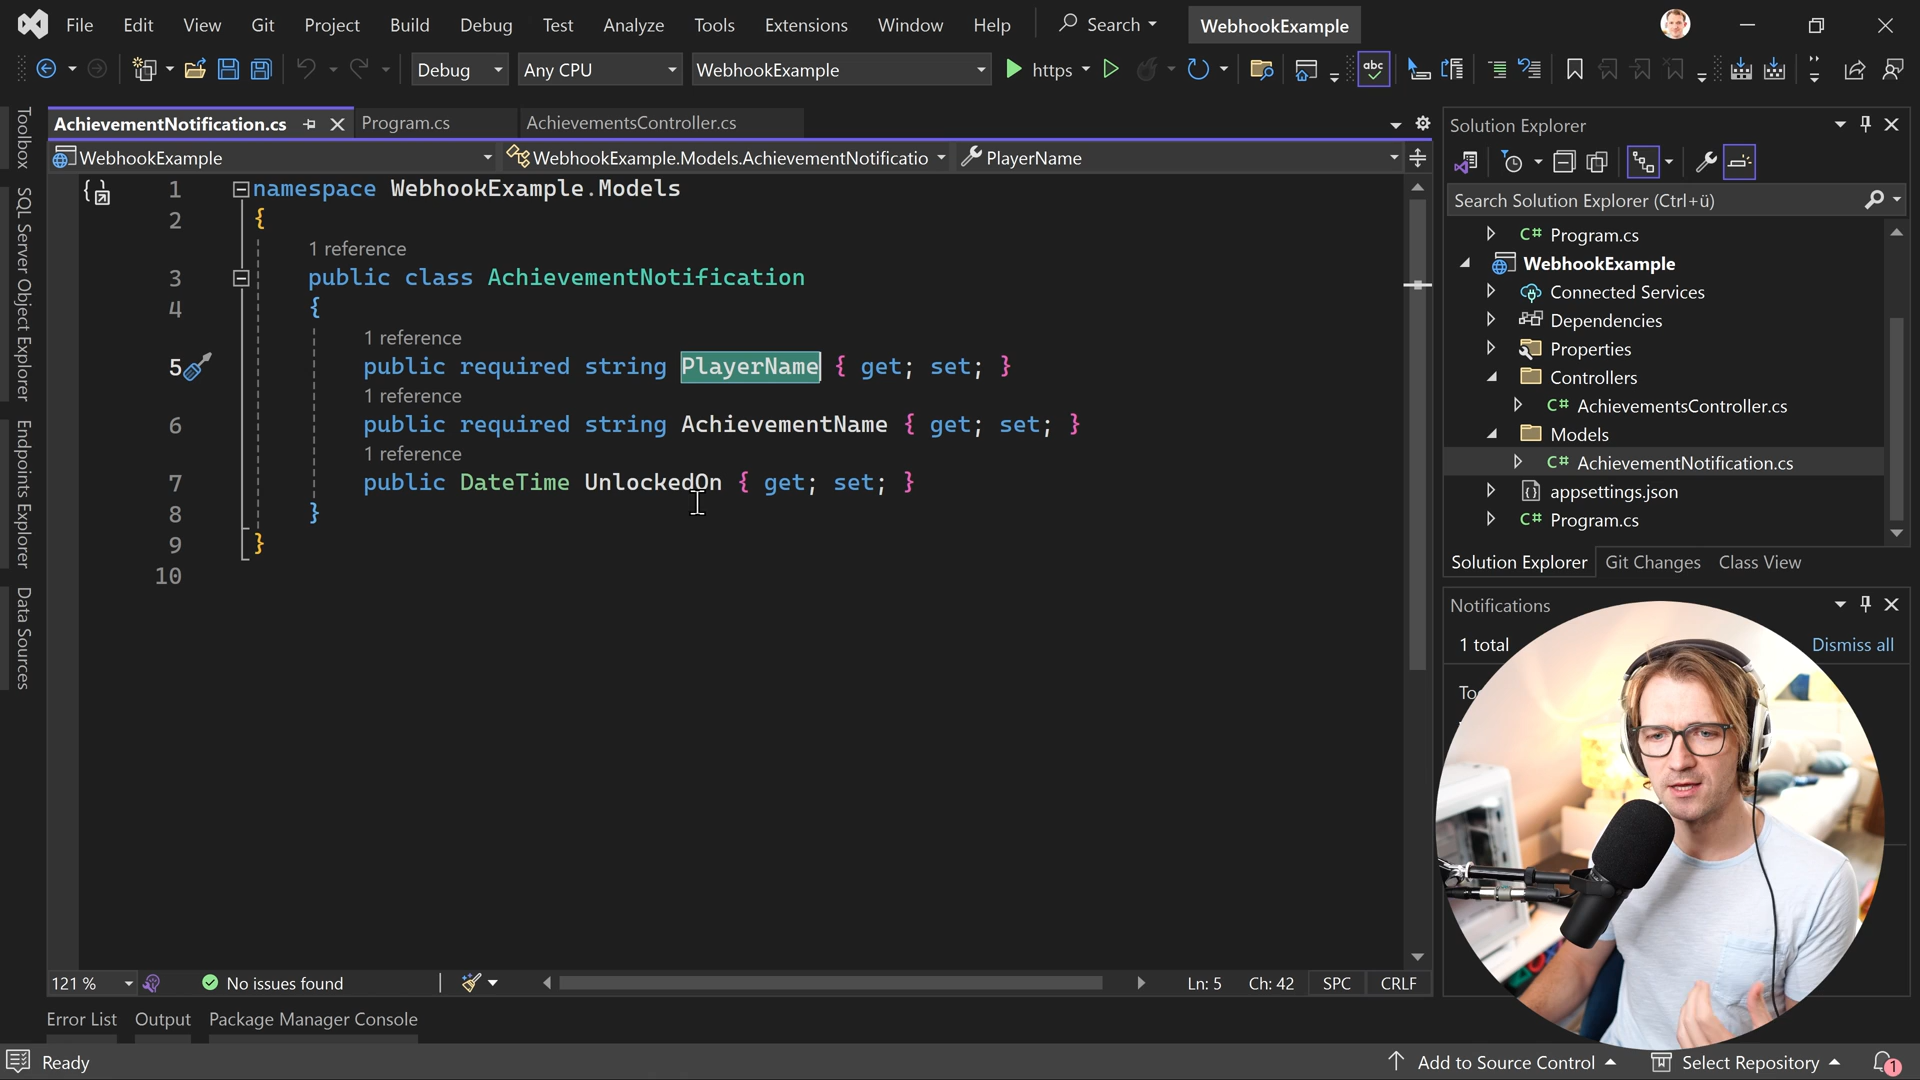 File Edit View Git Project Build Debug Test Analyze Tools Extensions Window Help Search WebhookExample
Debug Any CPU WebhookExample https abc
AchievementNotification.cs Program.cs AchievementsController.cs
WebhookExample WebhookExample.Models.AchievementNotificatio PlayerName
1 namespace WebhookExample.Models
2 {
1 reference
3 public class AchievementNotification
4 {
1 reference
5 public required string PlayerName { get; set; }
1 reference
6 public required string AchievementName { get; set; }
1 reference
7 public DateTime UnlockedOn { get; set; }
8 }
9 }
10
Toolbox
SQL Server Object Explorer
Endpoints Explorer
Data Sources
Solution Explorer
Search Solution Explorer (Ctrl+ü)
C# Program.cs
WebhookExample
Connected Services
Dependencies
Properties
Controllers
C# AchievementsController.cs
Models
C# AchievementNotification.cs
appsettings.json
C# Program.cs
Solution Explorer Git Changes Class View
Notifications
1 total Dismiss all
121 % No issues found Ln: 5 Ch: 42 SPC CRLF
Error List Output Package Manager Console
Ready Add to Source Control Select Repository 1